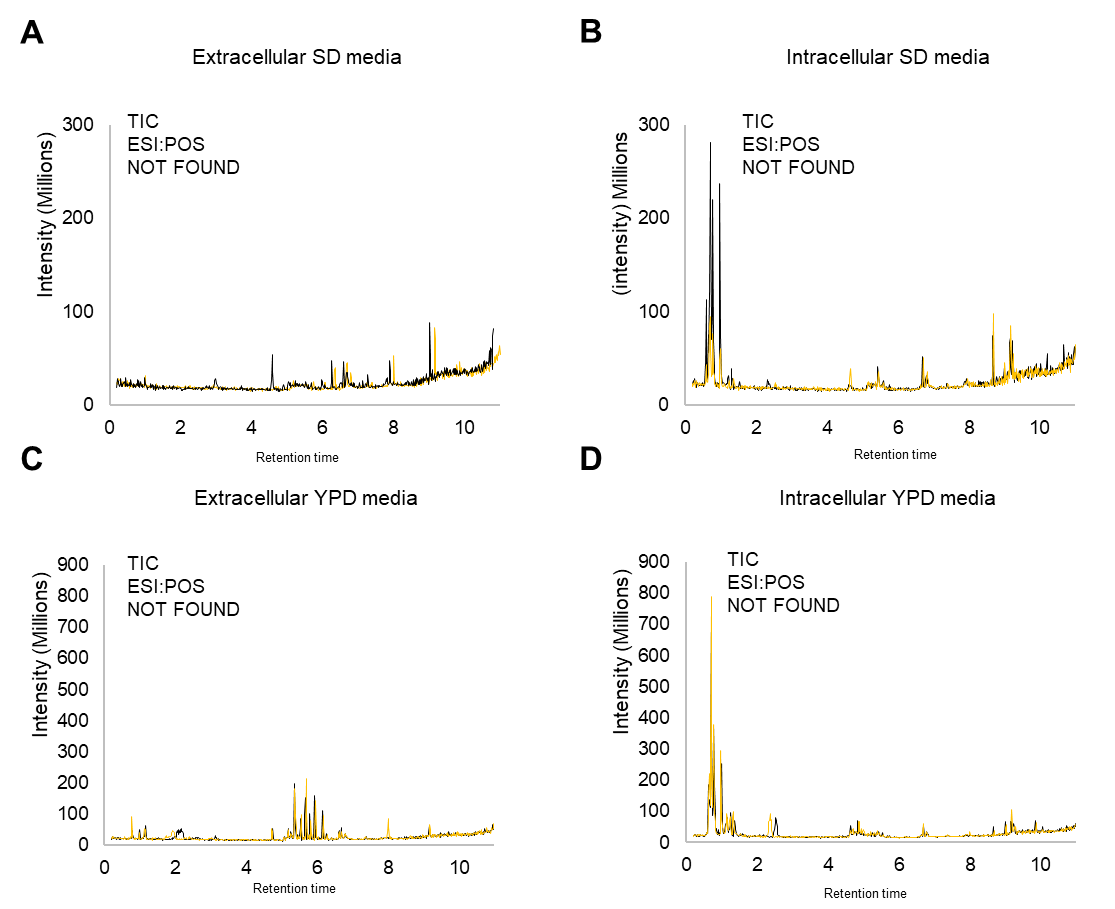 A
Extracellular SD media
TIC
ESI:POS
NOT FOUND
Intensity (Millions)
300
200
100
0
0 2 4 6 8 10
Retention time
B
Intracellular SD media
TIC
ESI:POS
NOT FOUND
(intensity) Millions
300
200
100
0
0 2 4 6 8 10
Retention time
C
Extracellular YPD media
TIC
ESI:POS
NOT FOUND
Intensity (Millions)
900
800
700
600
500
400
300
200
100
0
0 2 4 6 8 10
Retention time
D
Intracellular YPD media
TIC
ESI:POS
NOT FOUND
Intensity (Millions)
900
800
700
600
500
400
300
200
100
0
0 2 4 6 8 10
Retention time